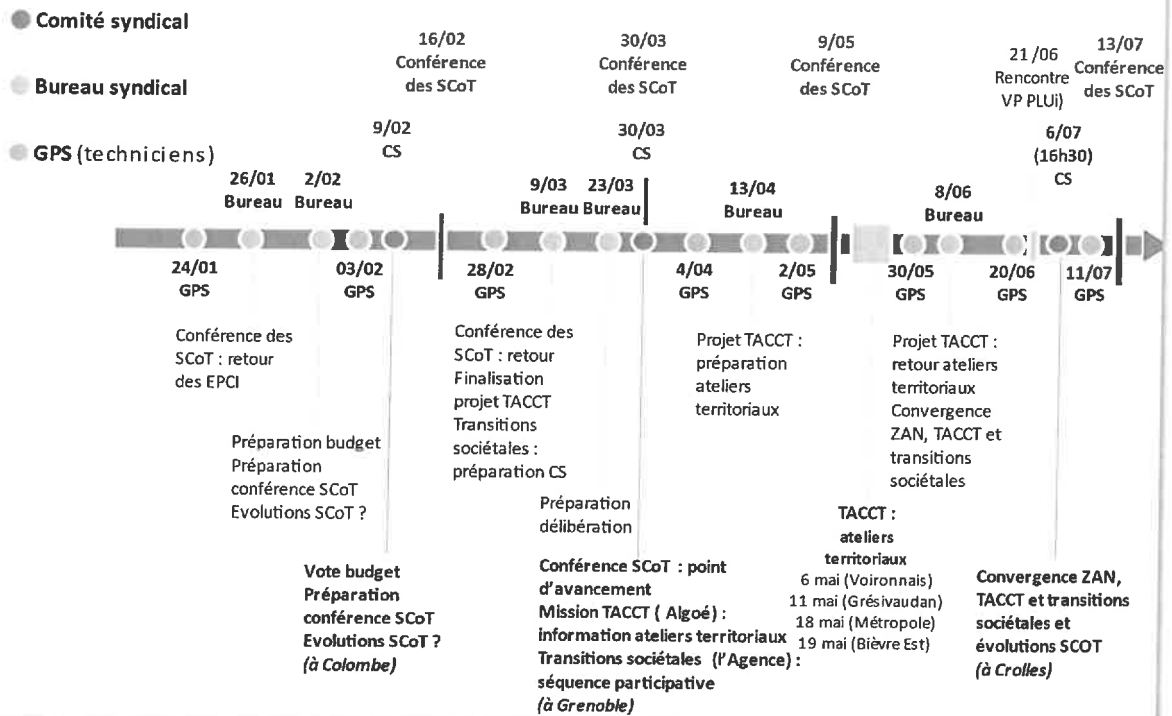 Comité syndical
Bureau syndical
GPS (techniciens)
16/02
Conférence
des SCoT
30/03
Conférence
des SCoT
9/05
Conférence
des SCoT
21/06
Rencontre
VP PLUi)
13/07
Conférence
des SCoT
9/02
CS
30/03
CS
6/07
(16h30)
CS
26/01
Bureau
2/02
Bureau
9/03
Bureau
23/03
Bureau
13/04
Bureau
8/06
Bureau
24/01
GPS
03/02
GPS
28/02
GPS
4/04
GPS
2/05
GPS
30/05
GPS
20/06
GPS
11/07
GPS
Conférence des
SCoT : retour
des EPCI
Conférence des
SCoT : retour
Finalisation
projet TACCT
Transitions
sociétales :
préparation CS
Projet TACCT :
préparation
ateliers
territoriaux
Projet TACCT :
retour ateliers
territoriaux
Convergence
ZAN, TACCT et
transitions
sociétales
Préparation budget
Préparation
conférence SCoT
Evolutions SCoT ?
Préparation
délibération
TACCT :
ateliers
territoriaux
6 mai (Voironnais)
11 mai (Grésivaudan)
18 mai (Métropole)
19 mai (Bièvre Est)
Vote budget
Préparation
conférence SCoT
Evolutions SCoT ?
(à Colombe)
Conférence SCoT : point
d'avancement
Mission TACCT ( Algoé) :
information ateliers territoriaux
Transitions sociétales (l'Agence) :
séquence participative
(à Grenoble)
Convergence ZAN,
TACCT et transitions
sociétales et
évolutions SCOT
(à Crolles)